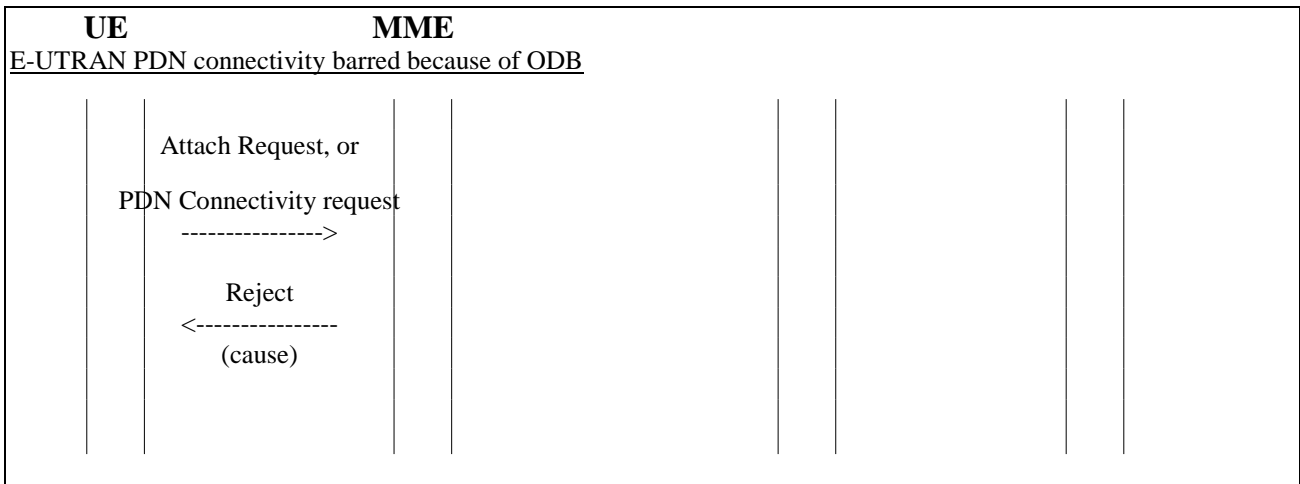 UE MME
E-UTRAN PDN connectivity barred because of ODB
Attach Request, or
PDN Connectivity request
---------------->
Reject
<----------------
(cause)